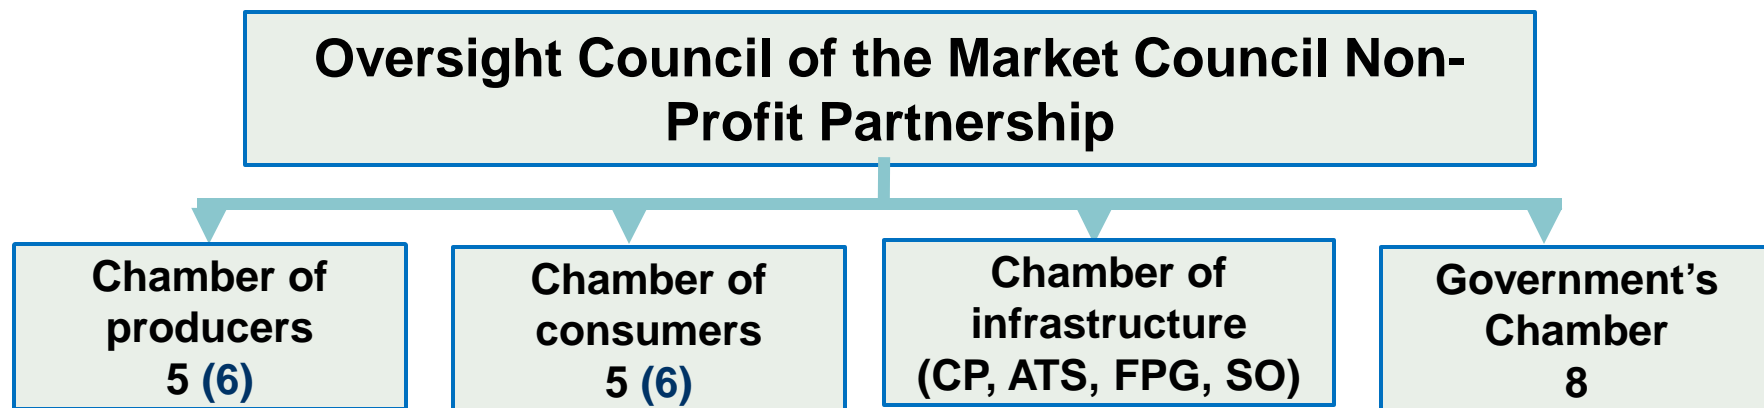 Oversight Council of the Market Council Non-
Profit Partnership
Chamber of
producers
5 (6)
Chamber of
consumers
5 (6)
Chamber of
infrastructure
(CP, ATS, FPG, SO)
Government’s
Chamber
8